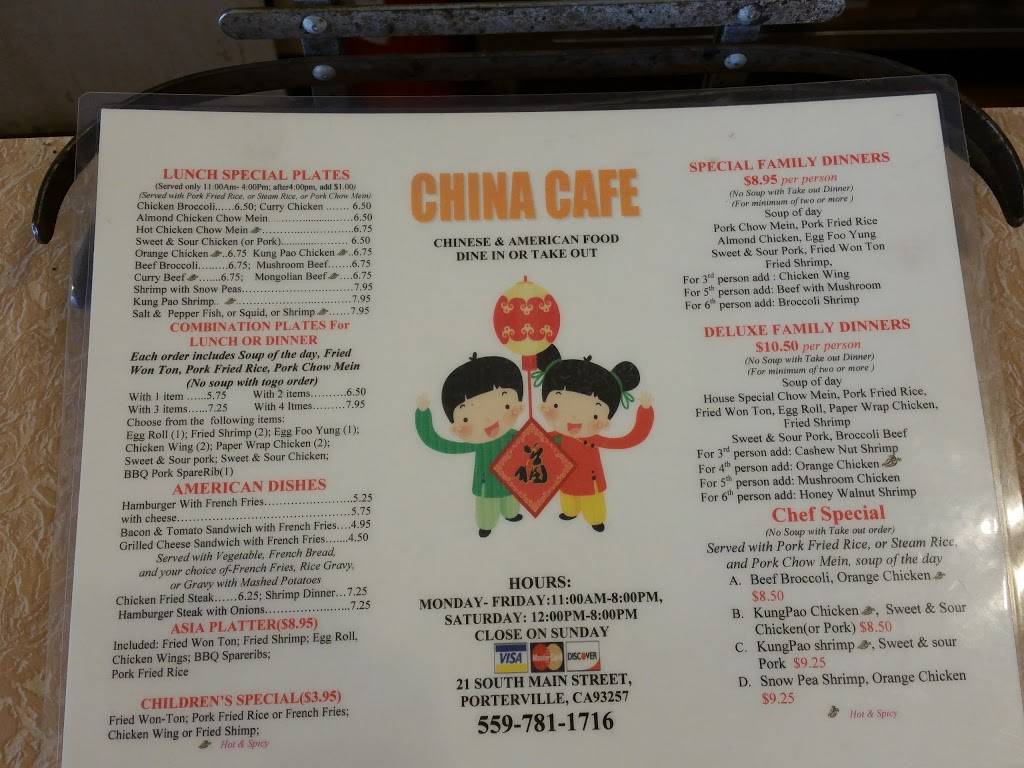 LUNCH SPECIAL PLATES
(Served only 11:00Am- 4:00Pm; after4:00pm, add $1.00)
(Served with Pork Fried Rice, or Steam Rice, or Pork Chow Mein)
Chicken Broccoli......6.50; Curry Chicken ....... 6.50
Almond Chicken Chow Mein......................6.50
Hot Chicken Chow Mein..........................6.75
Sweet & Sour Chicken (or Pork)................... 6.50
Orange Chicken ..6.75 Kung Pao Chicken ..6.75
Beef Broccoli.........6.75; Mushroom Beef.......6.75
Curry Beef ......6.75; Mongolian Beef ....6.75
Shrimp with Snow Peas..............................7.95
Kung Pao Shrimp.. ..............................7.95
Salt & Pepper Fish, or Squid, or Shrimp ......7.95
COMBINATION PLATES For
LUNCH OR DINNER
Each order includes Soup of the day, Fried
Won Ton, Pork Fried Rice, Pork Chow Mein
(No soup with togo order)
With 1 item ......5.75 With 2 items..........6.50
With 3 items......7.25 With 4 Itmes.........7.95
Choose from the following items:
Egg Roll (1); Fried Shrimp (2); Egg Foo Yung (1);
Chicken Wing (2); Paper Wrap Chicken (2);
Sweet & Sour pork; Sweet & Sour Chicken;
BBQ Pork SpareRib(1)
AMERICAN DISHES
Hamburger With French Fries.......................5.25
with cheese............................................5.75
Bacon & Tomato Sandwich with French Fries....4.95
Grilled Cheese Sandwich with French Fries......4.50
Served with Vegetable, French Bread,
and your choice of-French Fries, Rice Gravy,
or Gravy with Mashed Potatoes
Chicken Fried Steak......6.25; Shrimp Dinner...7.25
Hamburger Steak with Onions.....................7.25
ASIA PLATTER($8.95)
Included: Fried Won Ton; Fried Shrimp; Egg Roll,
Chicken Wings; BBQ Spareribs;
Pork Fried Rice
CHILDREN'S SPECIAL($3.95)
Fried Won-Ton; Pork Fried Rice or French Fries;
Chicken Wing or Fried Shimp;
Hot & Spicy
CHINA CAFE
CHINESE & AMERICAN FOOD
DINE IN OR TAKE OUT
福
HOURS:
MONDAY- FRIDAY:11:00AM-8:00PM,
SATURDAY: 12:00PM-8:00PM
CLOSE ON SUNDAY
VISA MasterCard DISCOVER
21 SOUTH MAIN STREET,
PORTERVILLE, CA93257
559-781-1716
SPECIAL FAMILY DINNERS
$8.95 per person
(No Soup with Take out Dinner)
(For minimum of two or more )
Soup of day
Pork Chow Mein, Pork Fried Rice
Almond Chicken, Egg Foo Yung
Sweet & Sour Pork, Fried Won Ton
Fried Shrimp,
For 3rd person add : Chicken Wing
For 5th person add: Beef with Mushroom
For 6th person add: Broccoli Shrimp
DELUXE FAMILY DINNERS
$10.50 per person
(No Soup with Take out Dinner)
(For minimum of two or more )
Soup of day
House Special Chow Mein, Pork Fried Rice,
Fried Won Ton, Egg Roll, Paper Wrap Chicken,
Fried Shrimp
Sweet & Sour Pork, Broccoli Beef
For 3rd person add: Cashew Nut Shrimp
For 4th person add: Orange Chicken
For 5th person add: Mushroom Chicken
For 6th person add: Honey Walnut Shrimp
Chef Special
(No Soup with Take out order)
Served with Pork Fried Rice, or Steam Rice,
and Pork Chow Mein, soup of the day
A. Beef Broccoli, Orange Chicken
$8.50
B. KungPao Chicken , Sweet & Sour
Chicken(or Pork) $8.50
C. KungPao shrimp , Sweet & sour
Pork $9.25
D. Snow Pea Shrimp, Orange Chicken
$9.25
Hot & Spicy